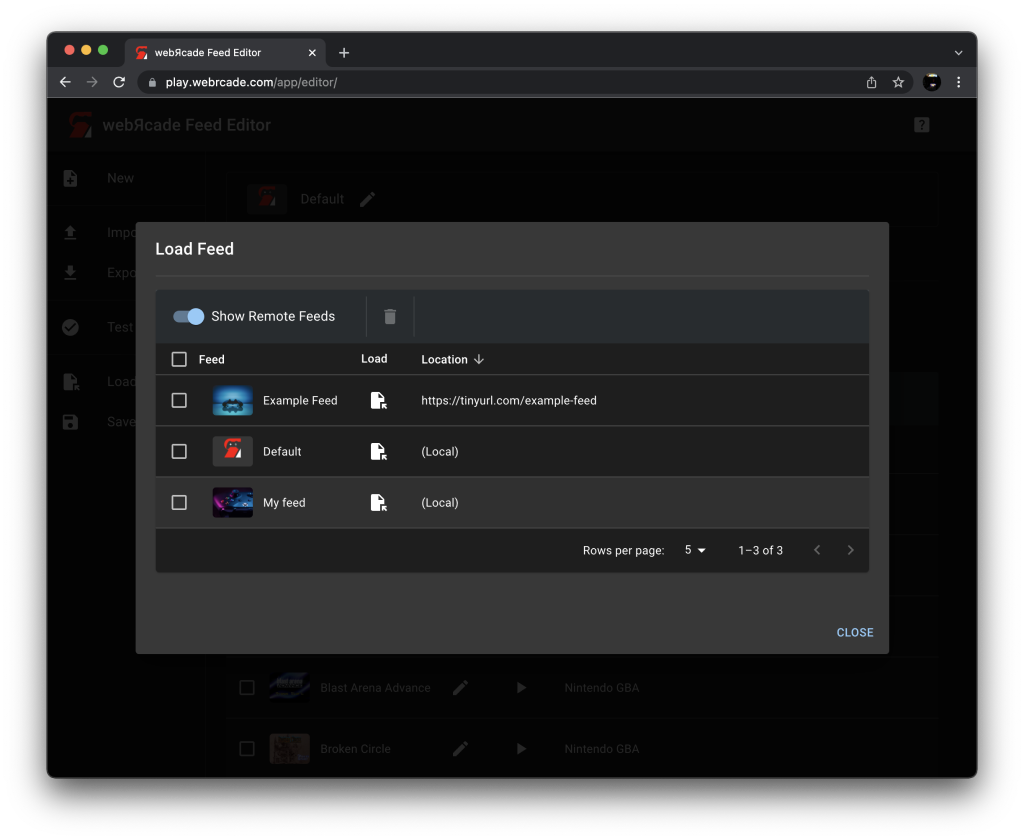 webЯcade Feed Editor
play.webrcade.com/app/editor/
webЯcade Feed Editor
New
Default
Impo
Expo
Test
Load
Save
Load Feed
Show Remote Feeds
Feed Load Location
Example Feed https://tinyurl.com/example-feed
Default (Local)
My feed (Local)
Rows per page: 5 1–3 of 3
CLOSE
Blast Arena Advance Nintendo GBA
Broken Circle Nintendo GBA